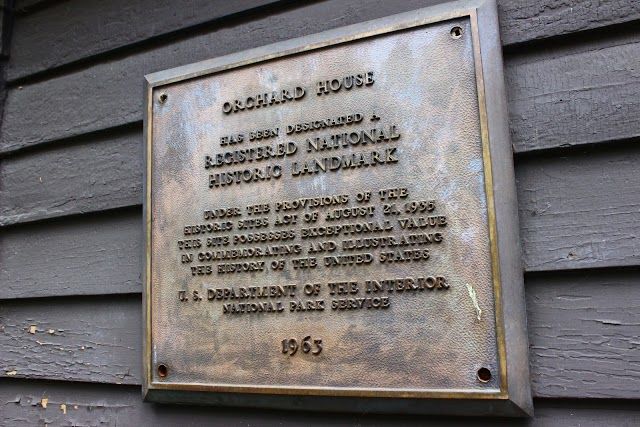 ORCHARD HOUSE
HAS BEEN DESIGNATED A
REGISTERED NATIONAL
HISTORIC LANDMARK
UNDER THE PROVISIONS OF THE
HISTORIC SITES ACT OF AUGUST 21, 1935
THIS SITE POSSESSES EXCEPTIONAL VALUE
IN COMMEMORATING AND ILLUSTRATING
THE HISTORY OF THE UNITED STATES
U. S. DEPARTMENT OF THE INTERIOR
NATIONAL PARK SERVICE
1963